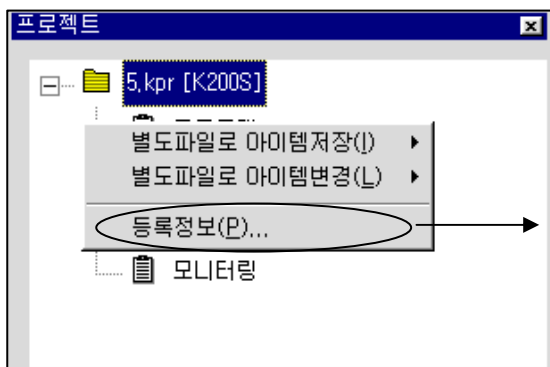 프로젝트
5.kpr [K200S]
별도파일로 아이템저장(I)
별도파일로 아이템변경(L)
등록정보(P)...
모니터링